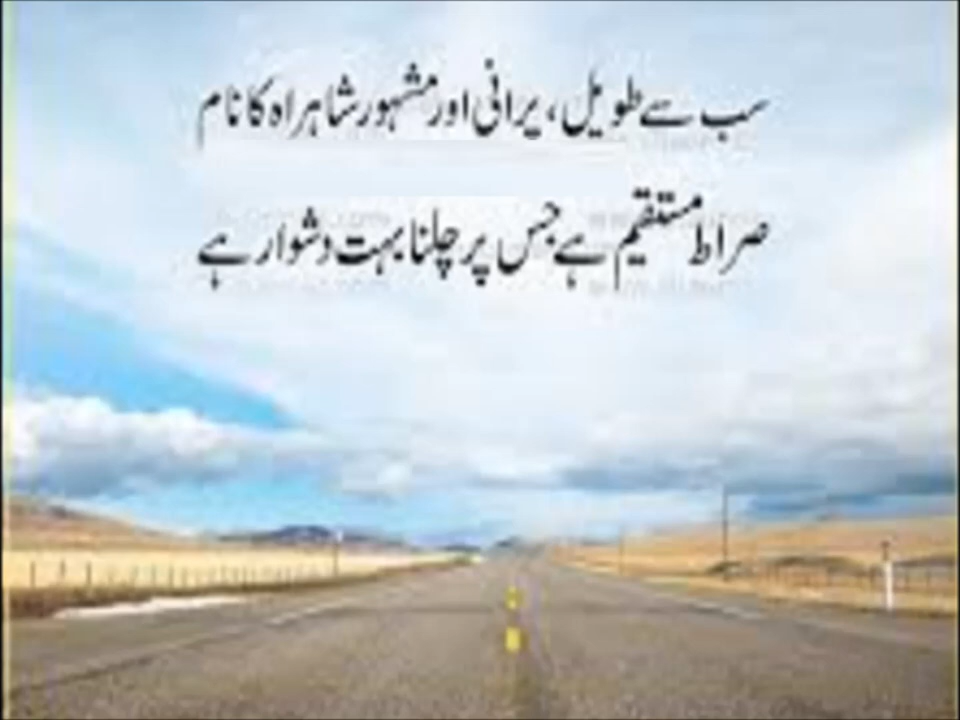 سب سے طویل، پرانی اور مشہور شاہراہ کا نام
صراط مستقیم ہے جس پر چلنا بہت دشوار ہے